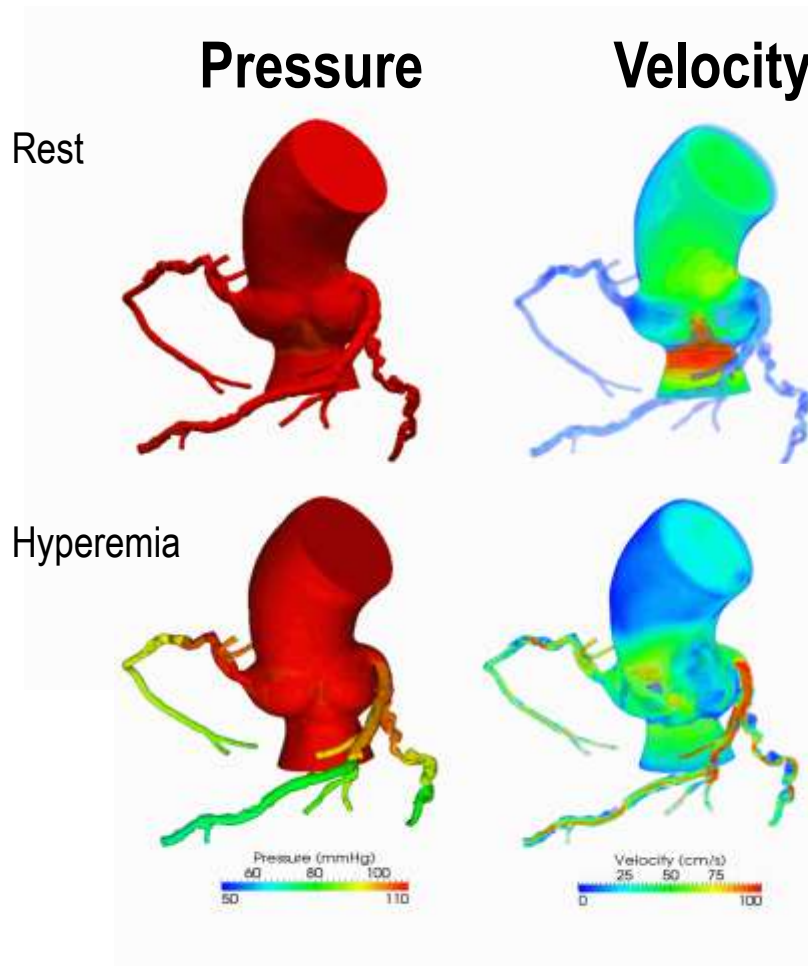 Pressure
Velocity
Rest
Hyperemia
Pressure (mmHg)
60 80 100
50 110
Velocity (cm/s)
25 50 75
0 100